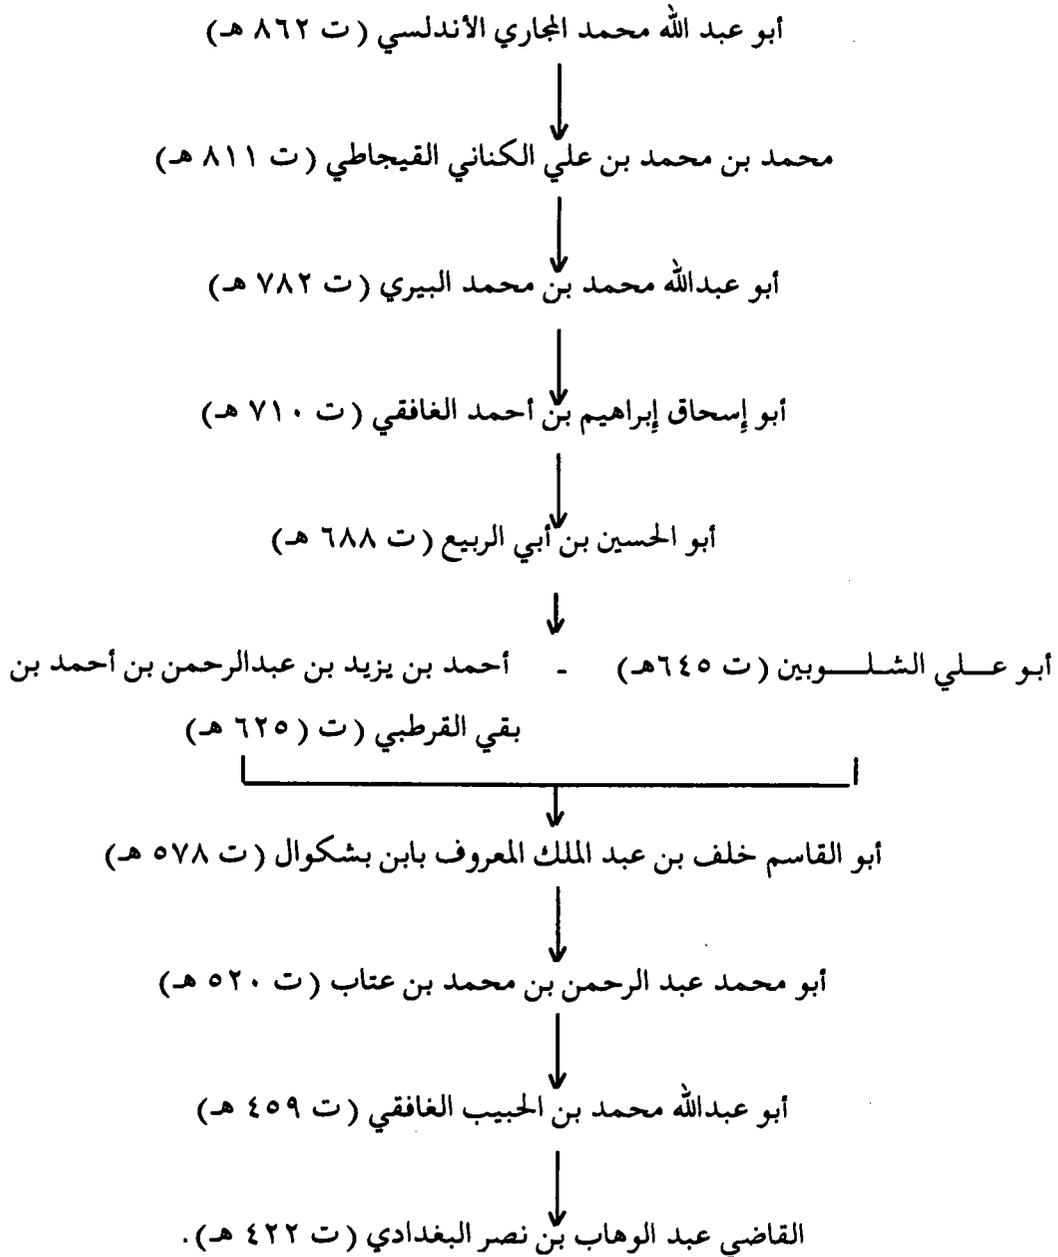 أبو عبد الله محمد المجاري الأندلسي (ت ٨٦٢ هـ)
محمد بن محمد بن علي الكناني القيجاطي (ت ٨١١ هـ)
أبو عبدالله محمد بن محمد البيري (ت ٧٨٢ هـ)
أبو إسحاق إبراهيم بن أحمد الغافقي (ت ٧١٠ هـ)
أبو الحسين بن أبي الربيع (ت ٦٨٨ هـ)
أبو عــلي الشلــــوبين (ت ٦٤٥هـ) - أحمد بن يزيد بن عبدالرحمن بن أحمد بن
بقي القرطبي (ت (٦٢٥ هـ)
أبو القاسم خلف بن عبد الملك المعروف بابن بشكوال (ت ٥٧٨ هـ)
أبو محمد عبد الرحمن بن محمد بن عتاب (ت ٥٢٠ هـ)
أبو عبدالله محمد بن الحبيب الغافقي (ت ٤٥٩ هـ)
القاضي عبد الوهاب بن نصر البغدادي (ت ٤٢٢ هـ).